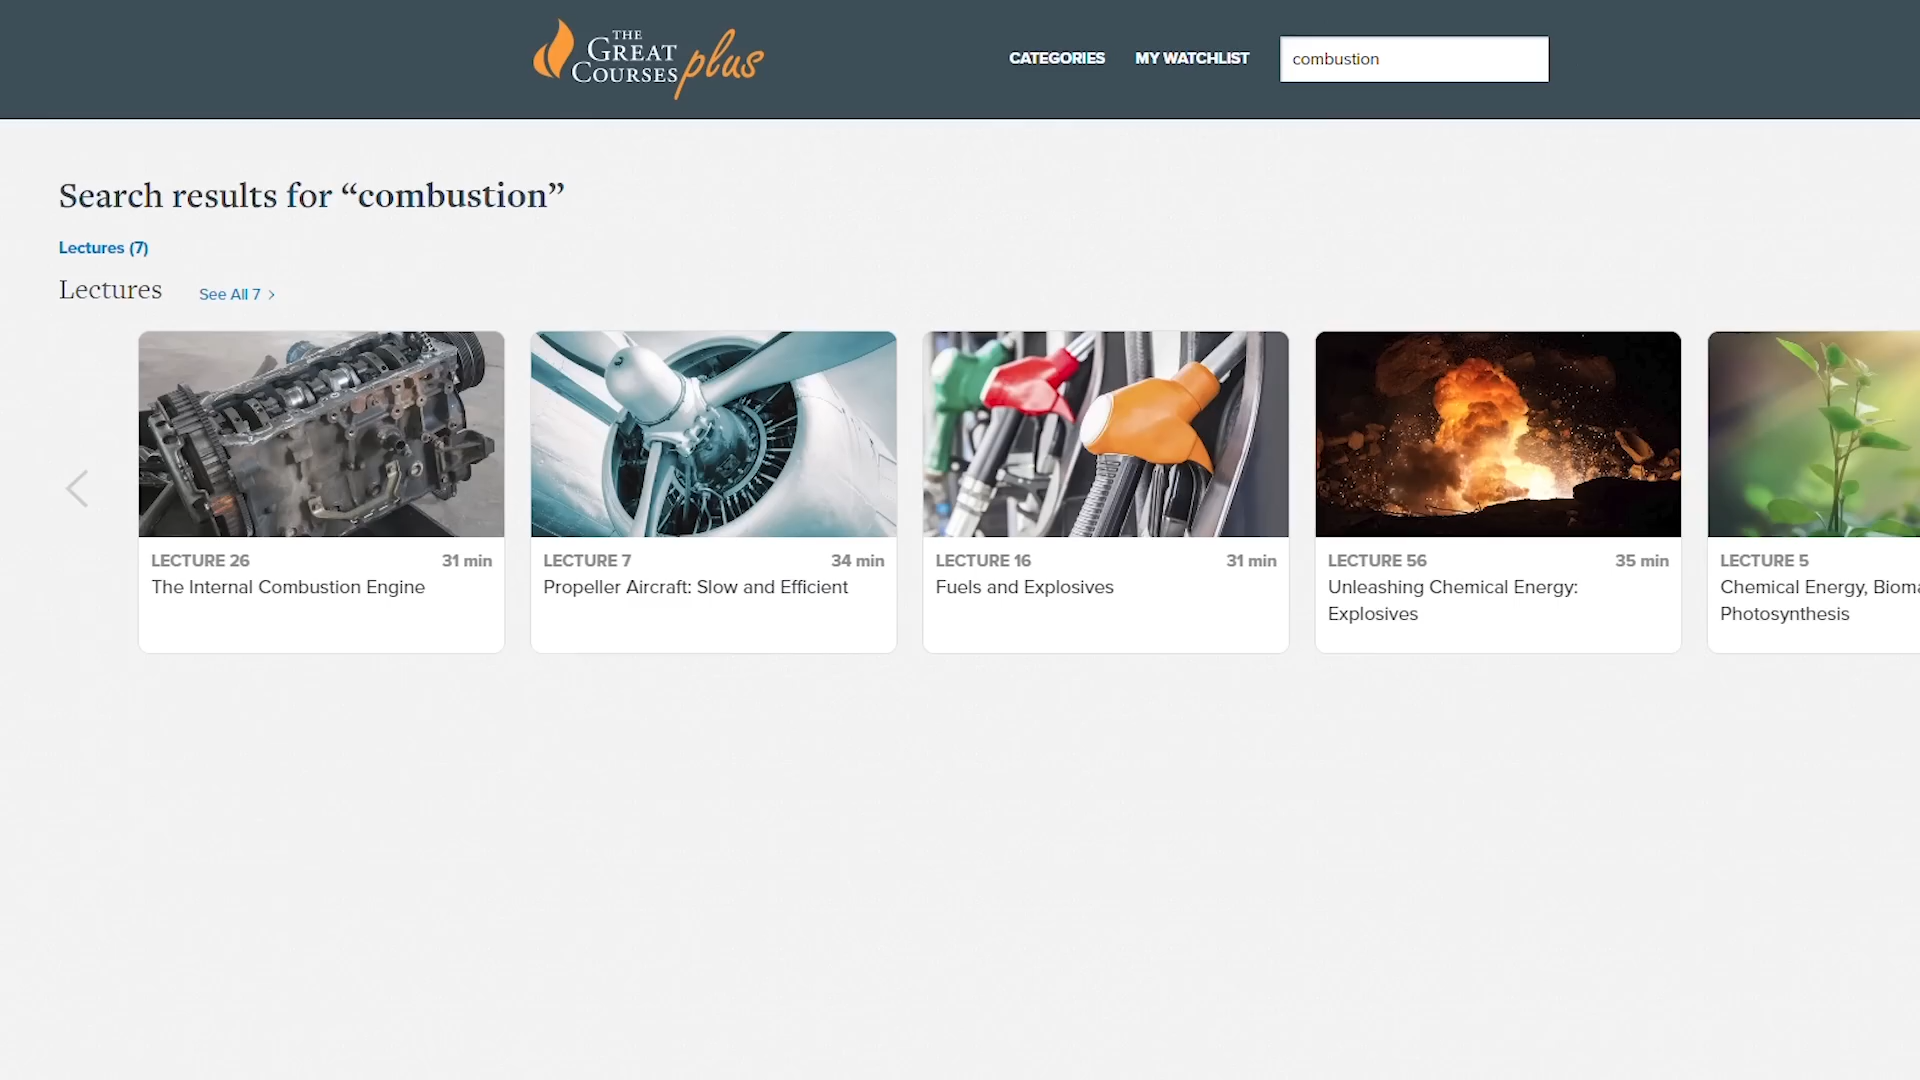 THE
GREAT
COURSES plus
CATEGORIES
MY WATCHLIST
combustion
Search results for “combustion”
Lectures (7)
Lectures
See All 7 >
LECTURE 26
31 min
The Internal Combustion Engine
LECTURE 7
34 min
Propeller Aircraft: Slow and Efficient
LECTURE 16
31 min
Fuels and Explosives
LECTURE 56
35 min
Unleashing Chemical Energy:
Explosives
LECTURE 5
Chemical Energy,
Photosynthesis